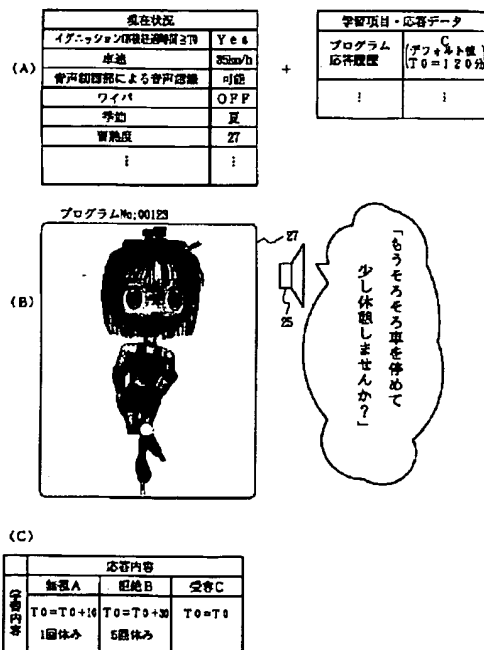 現在状況
イグニッションON後経過時間≧T0 Yes
車速 35km/h
音声制御部による音声認識 可能
ワイパ OFF
季節 夏
習熟度 27
⋮ ⋮
(A)
+
学習項目・応答データ
プログラム
応答履歴
C
(デフォルト値
T0=120分)
⋮ ⋮
プログラムNo;00123
(B)
27
25
「もうそろそろ車を停めて
少し休憩しませんか?」
(C)
応答内容
無視A 拒絶B 受容C
学習内容
T0=T0+10 T0=T0+30 T0=T0
1回休み 5回休み